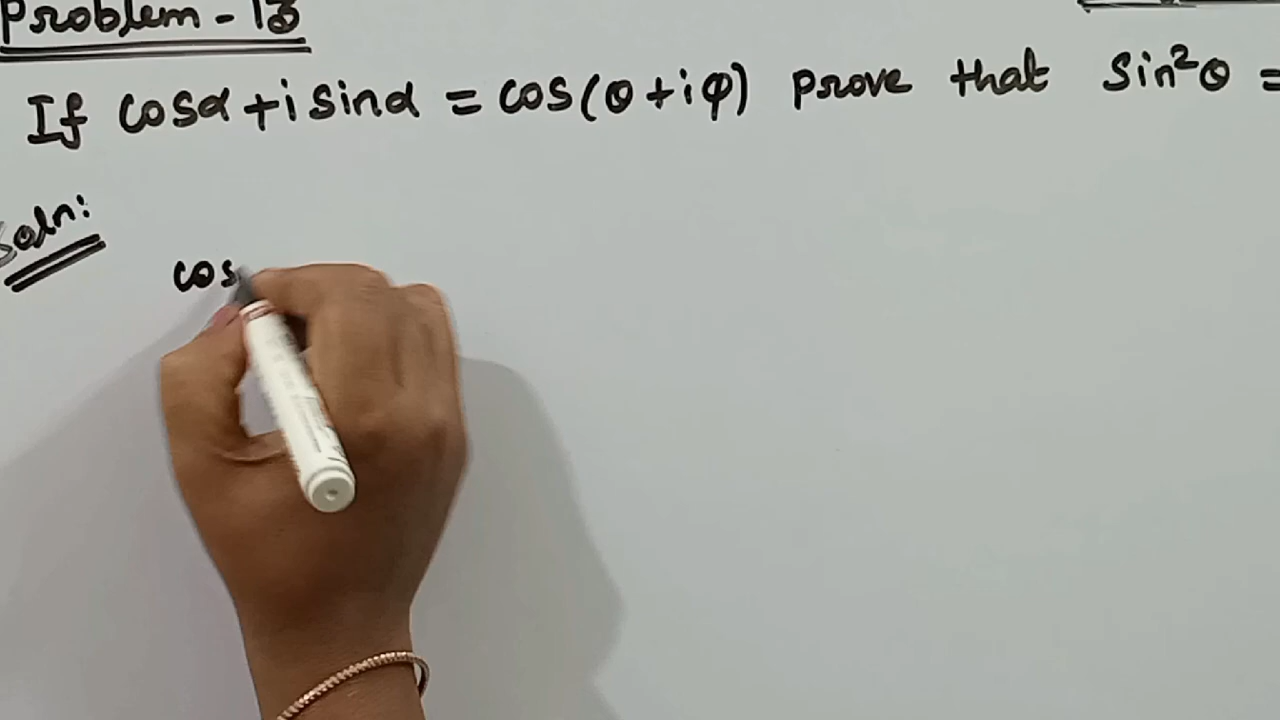 Problem - 13
If cosα + i sinα = cos(θ + iφ) prove that sin²θ =
Soln:
cos